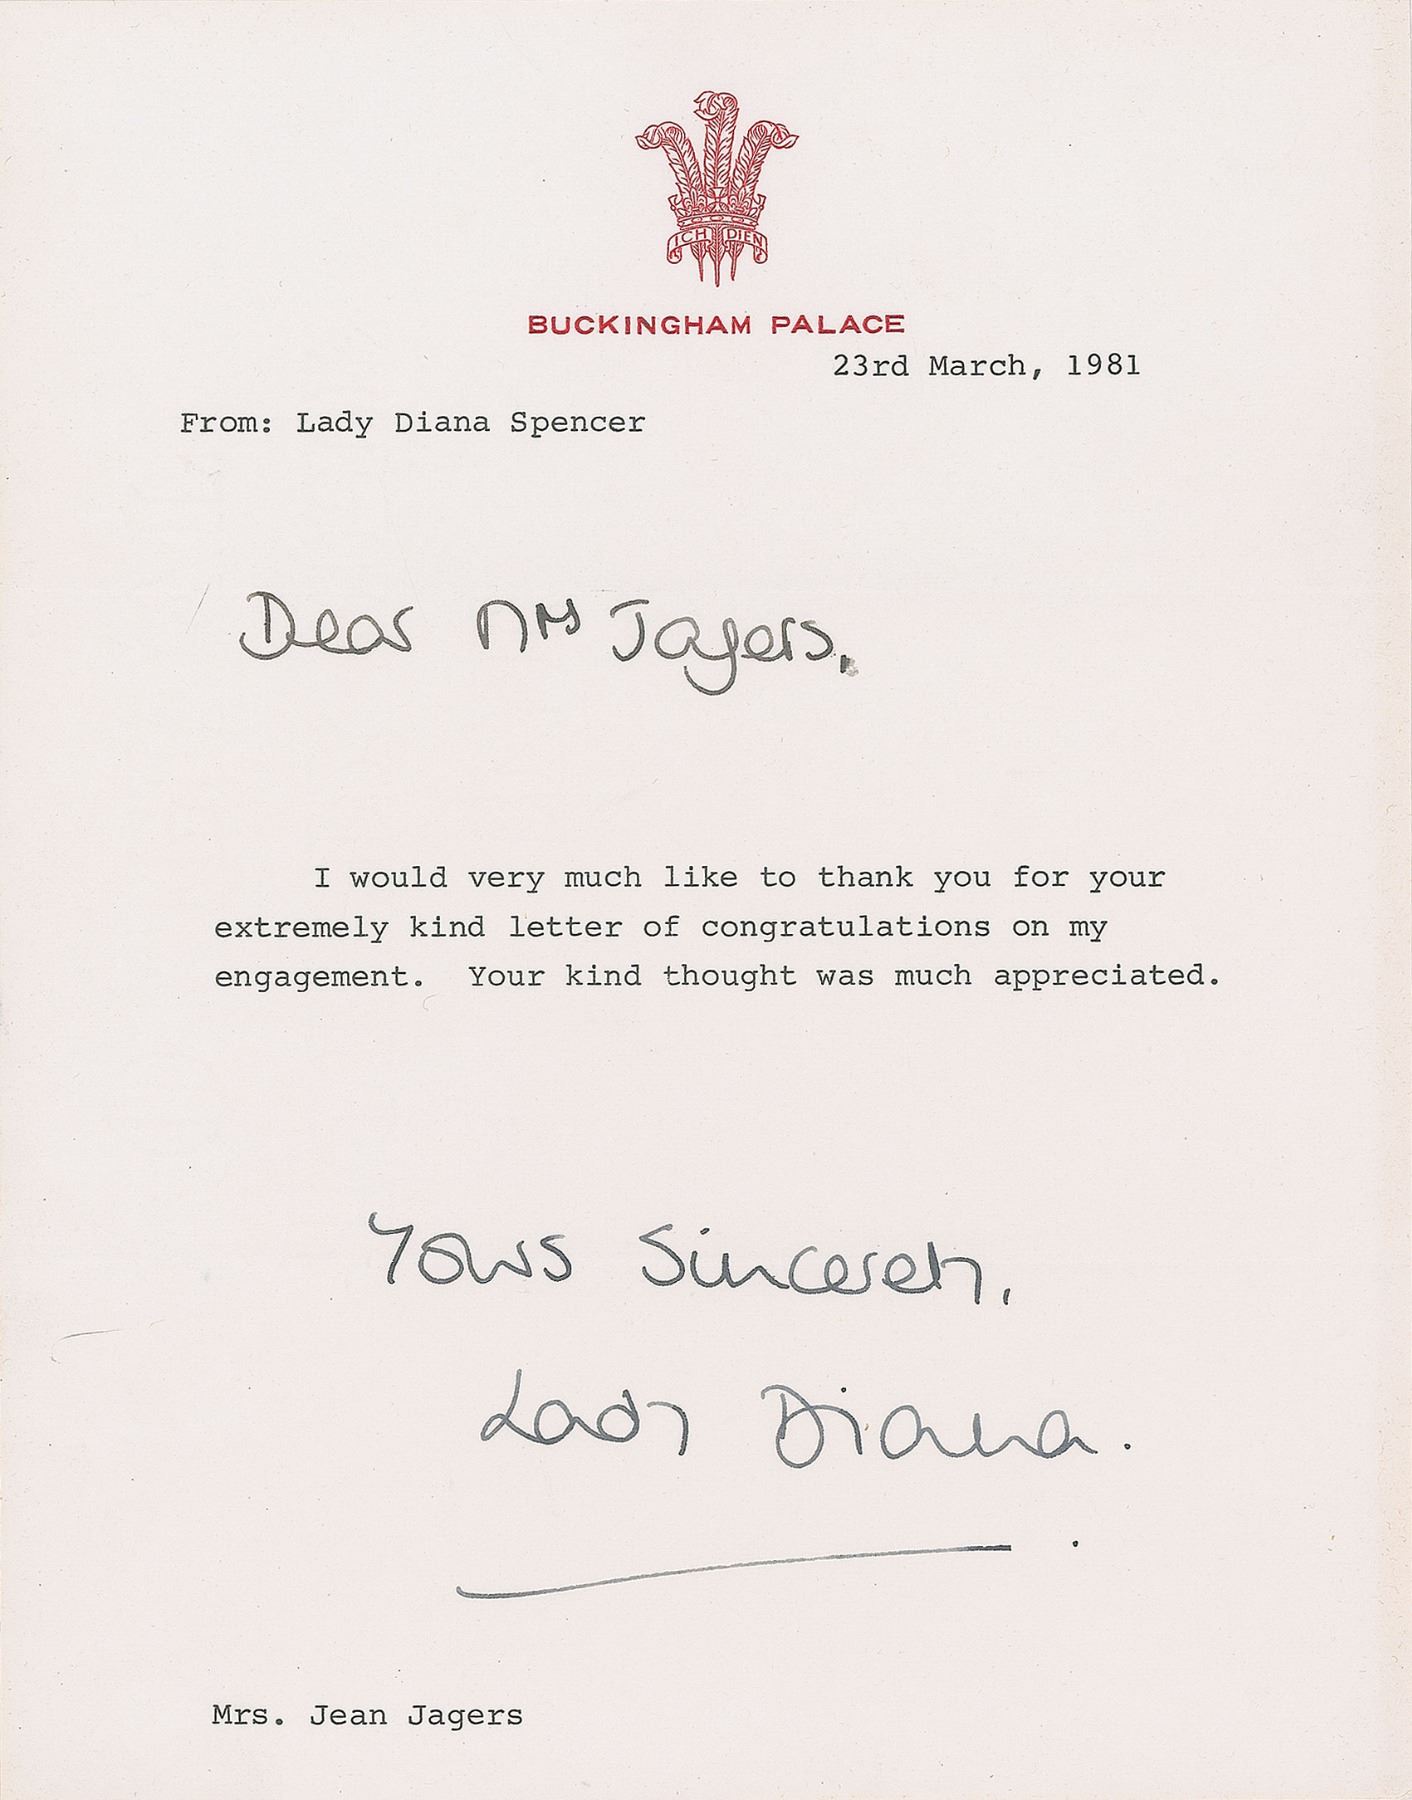 ICH DIEN
BUCKINGHAM PALACE
23rd March, 1981
From: Lady Diana Spencer
Dear Mrs Jagers,
I would very much like to thank you for your
extremely kind letter of congratulations on my
engagement. Your kind thought was much appreciated.
Yours Sincerely,
Lady Diana.
Mrs. Jean Jagers